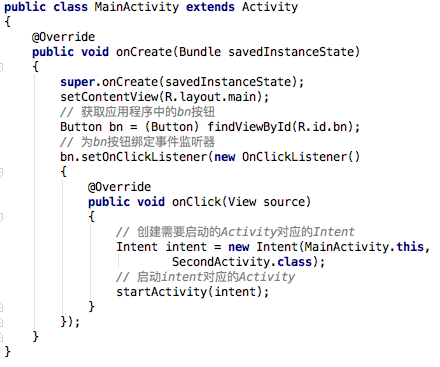 public class MainActivity extends Activity
{
@Override
public void onCreate(Bundle savedInstanceState)
{
super.onCreate(savedInstanceState);
setContentView(R.layout.main);
// 获取应用程序中的bn按钮
Button bn = (Button) findViewById(R.id.bn);
// 为bn按钮绑定事件监听器
bn.setOnClickListener(new OnClickListener()
{
@Override
public void onClick(View source)
{
// 创建需要启动的Activity对应的Intent
Intent intent = new Intent(MainActivity.this,
SecondActivity.class);
// 启动intent对应的Activity
startActivity(intent);
}
});
}
}